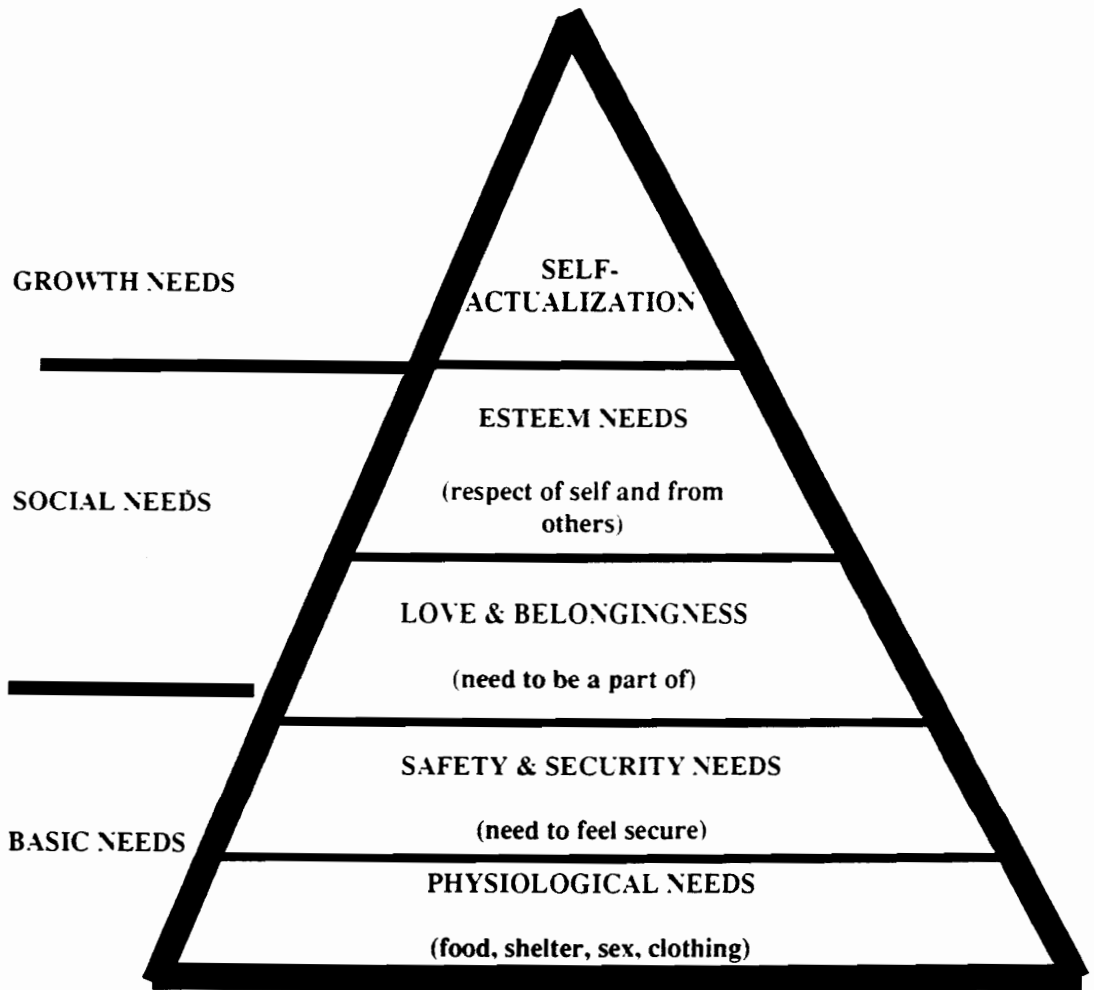 GROWTH NEEDS
SELF-
ACTUALIZATION
SOCIAL NEEDS
ESTEEM NEEDS
(respect of self and from
others)
LOVE & BELONGINGNESS
(need to be a part of)
BASIC NEEDS
SAFETY & SECURITY NEEDS
(need to feel secure)
PHYSIOLOGICAL NEEDS
(food, shelter, sex, clothing)